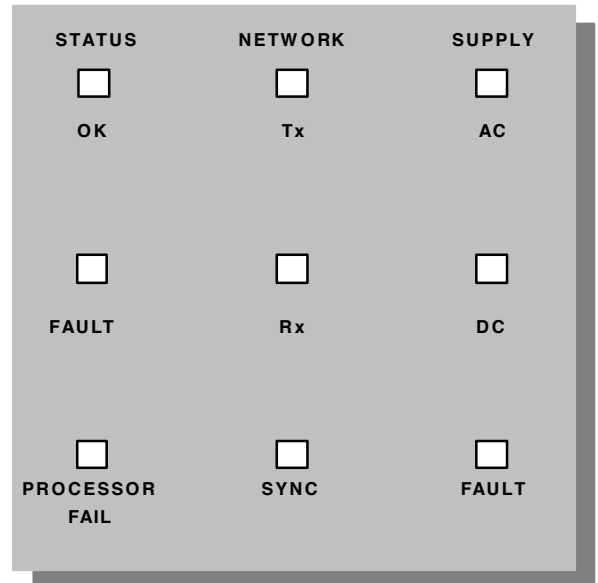 STATUS NETWORK SUPPLY
OK Tx AC
FAULT Rx DC
PROCESSOR FAIL SYNC FAULT